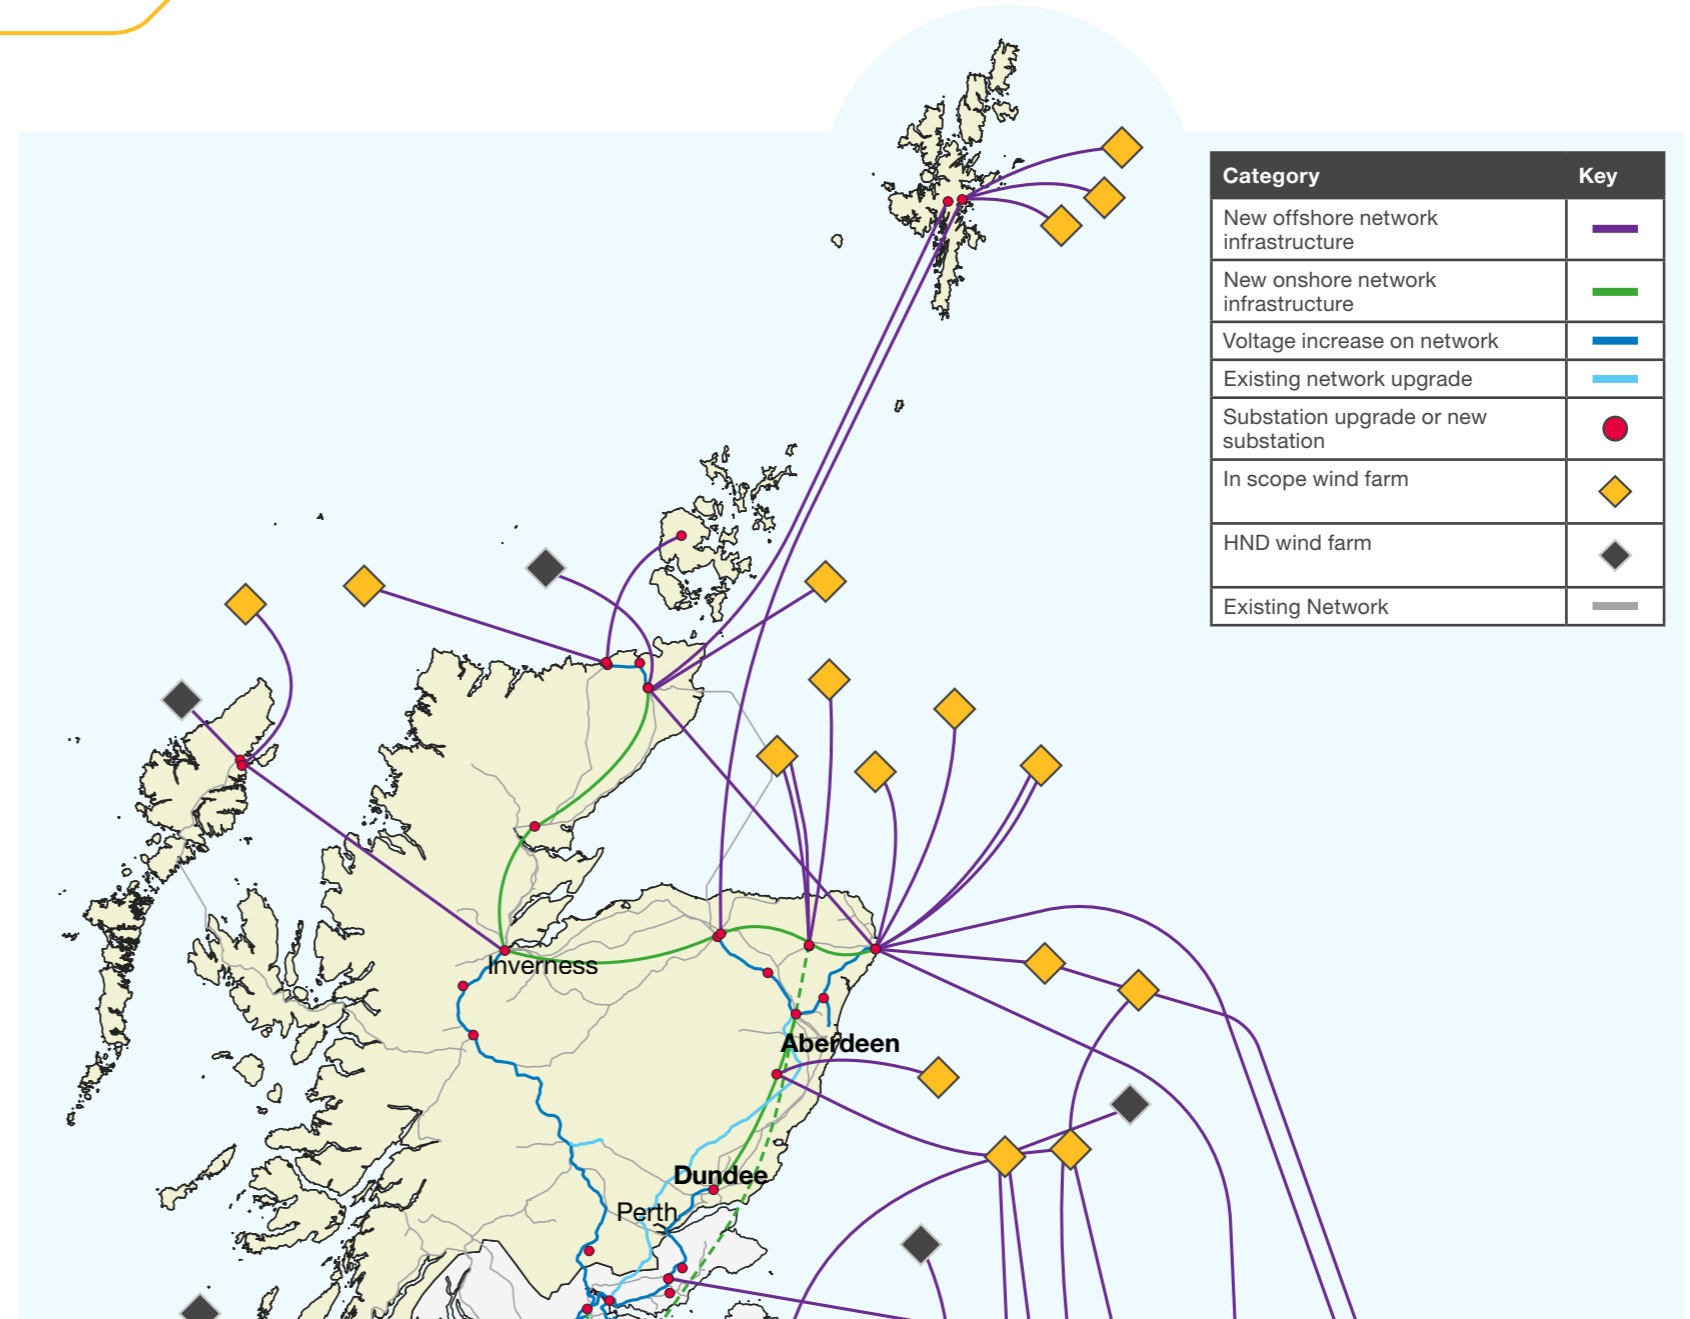 Category Key
New offshore network
infrastructure
New onshore network
infrastructure
Voltage increase on network
Existing network upgrade
Substation upgrade or new
substation
In scope wind farm
HND wind farm
Existing Network
Inverness
Aberdeen
Dundee
Perth